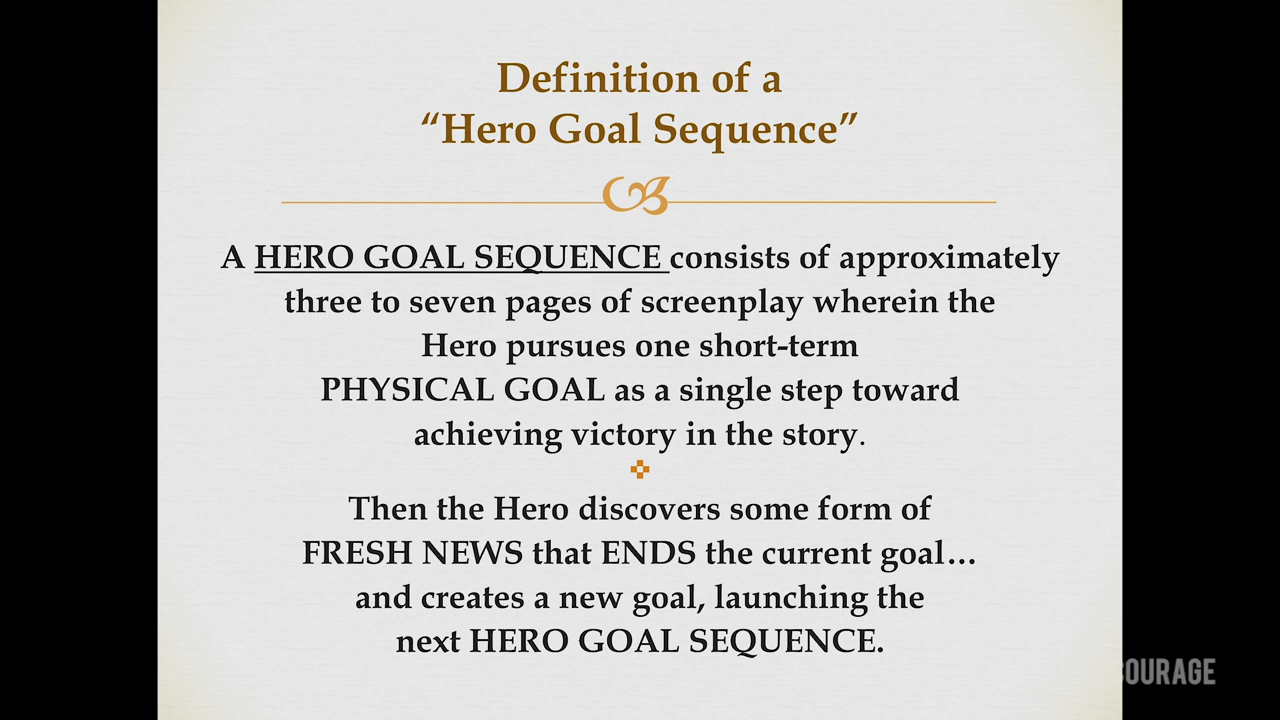 Definition of a
“Hero Goal Sequence”
A HERO GOAL SEQUENCE consists of approximately
three to seven pages of screenplay wherein the
Hero pursues one short-term
PHYSICAL GOAL as a single step toward
achieving victory in the story.
Then the Hero discovers some form of
FRESH NEWS that ENDS the current goal…
and creates a new goal, launching the
next HERO GOAL SEQUENCE.
OURAGE